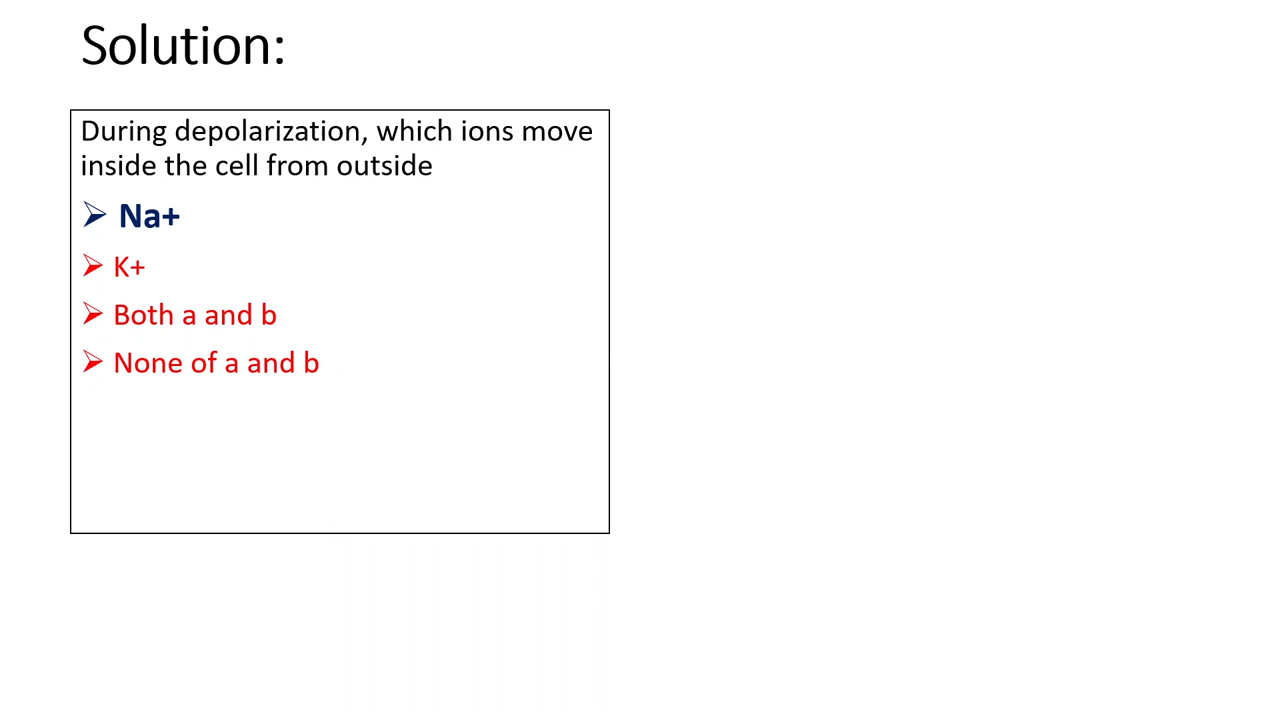 Solution:
During depolarization, which ions move
inside the cell from outside
➢ Na+
➢ K+
➢ Both a and b
➢ None of a and b